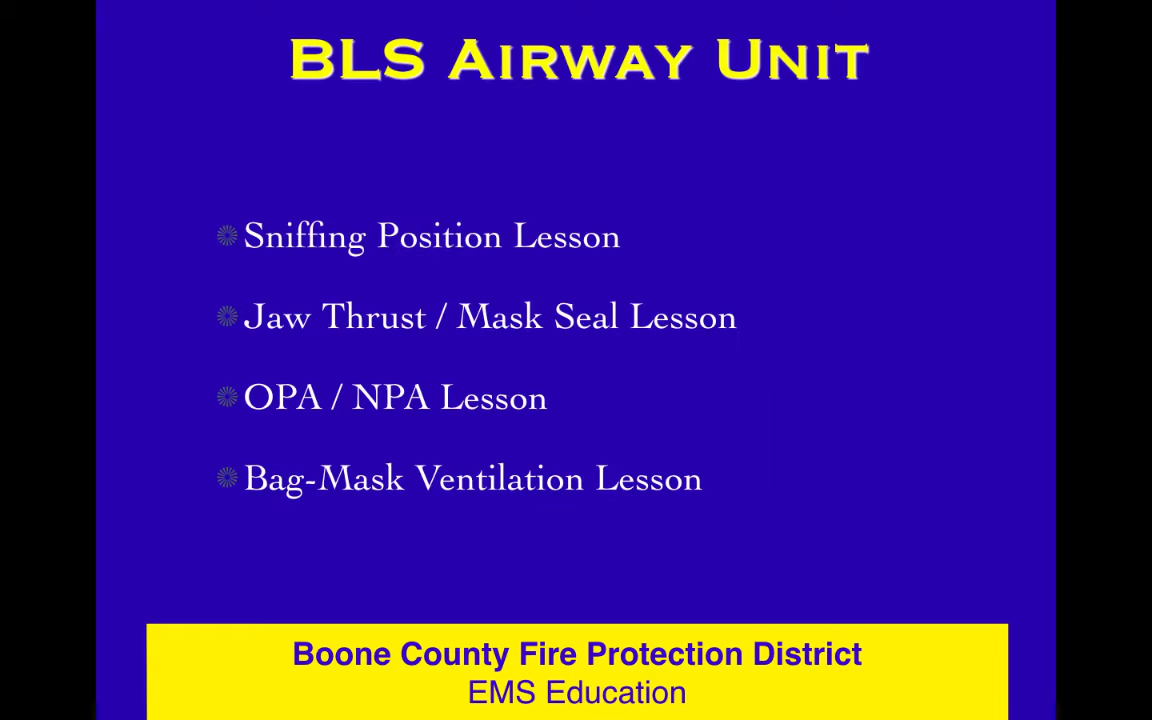 BLS Airway Unit
Sniffing Position Lesson
Jaw Thrust / Mask Seal Lesson
OPA / NPA Lesson
Bag-Mask Ventilation Lesson
Boone County Fire Protection District
EMS Education